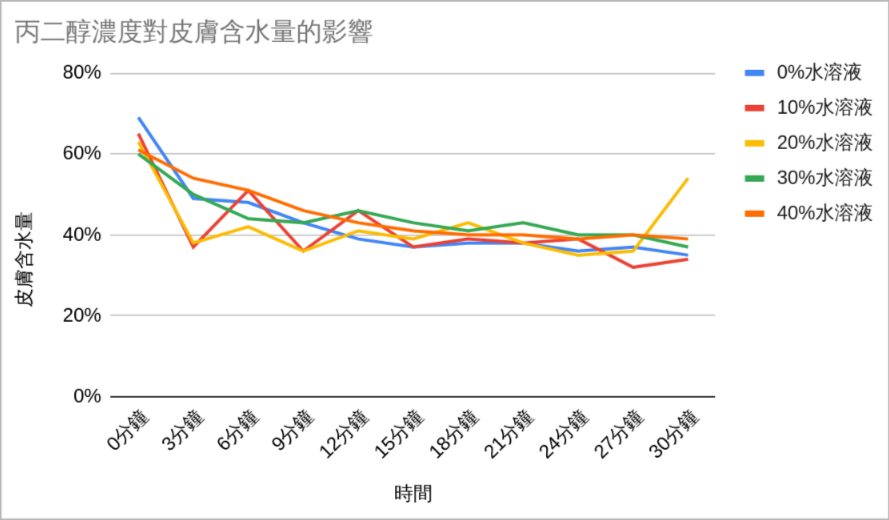 丙二醇濃度對皮膚含水量的影響
80%
60%
40%
20%
0%
皮膚含水量
0分鐘
3分鐘
6分鐘
9分鐘
12分鐘
15分鐘
18分鐘
21分鐘
24分鐘
27分鐘
30分鐘
時間
0%水溶液
10%水溶液
20%水溶液
30%水溶液
40%水溶液